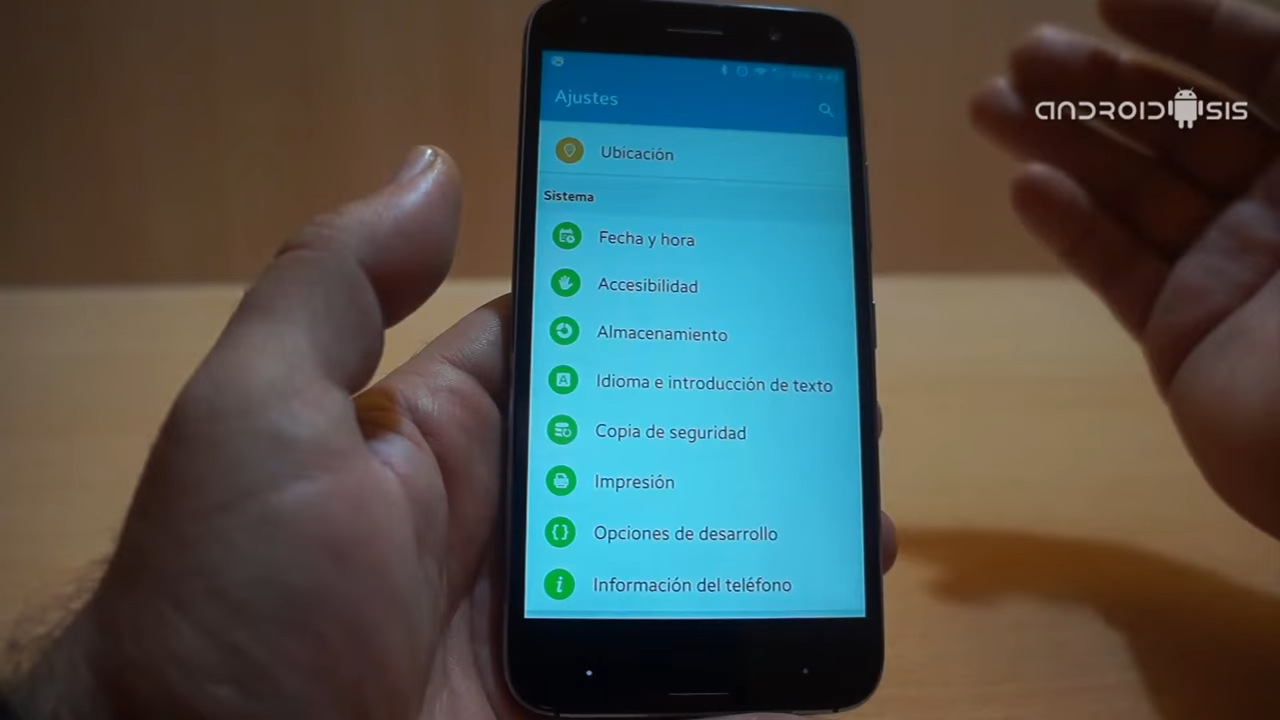 ANDROIDSIS
Ajustes
Ubicación
Sistema
Fecha y hora
Accesibilidad
Almacenamiento
Idioma e introducción de texto
Copia de seguridad
Impresión
Opciones de desarrollo
Información del teléfono